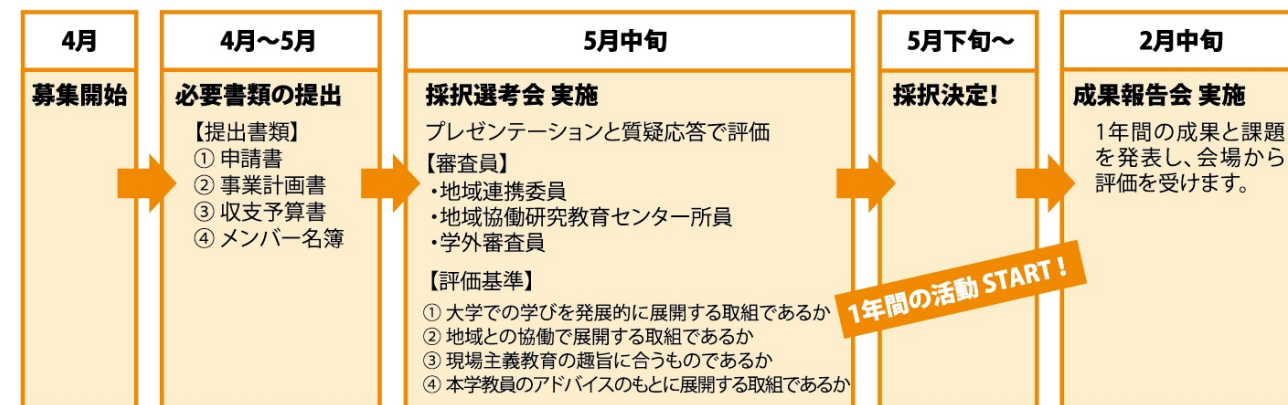 4月
募集開始
4月～5月
必要書類の提出
【提出書類】
① 申請書
② 事業計画書
③ 収支予算書
④ メンバー名簿
5月中旬
採択選考会 実施
プレゼンテーションと質疑応答で評価
【審査員】
・地域連携委員
・地域協働研究教育センター所員
・学外審査員
【評価基準】
① 大学での学びを発展的に展開する取組であるか
② 地域との協働で展開する取組であるか
③ 現場主義教育の趣旨に合うものであるか
④ 本学教員のアドバイスのもとに展開する取組であるか
5月下旬～
採択決定!
1年間の活動 START！
2月中旬
成果報告会 実施
1年間の成果と課題
を発表し、会場から
評価を受けます。